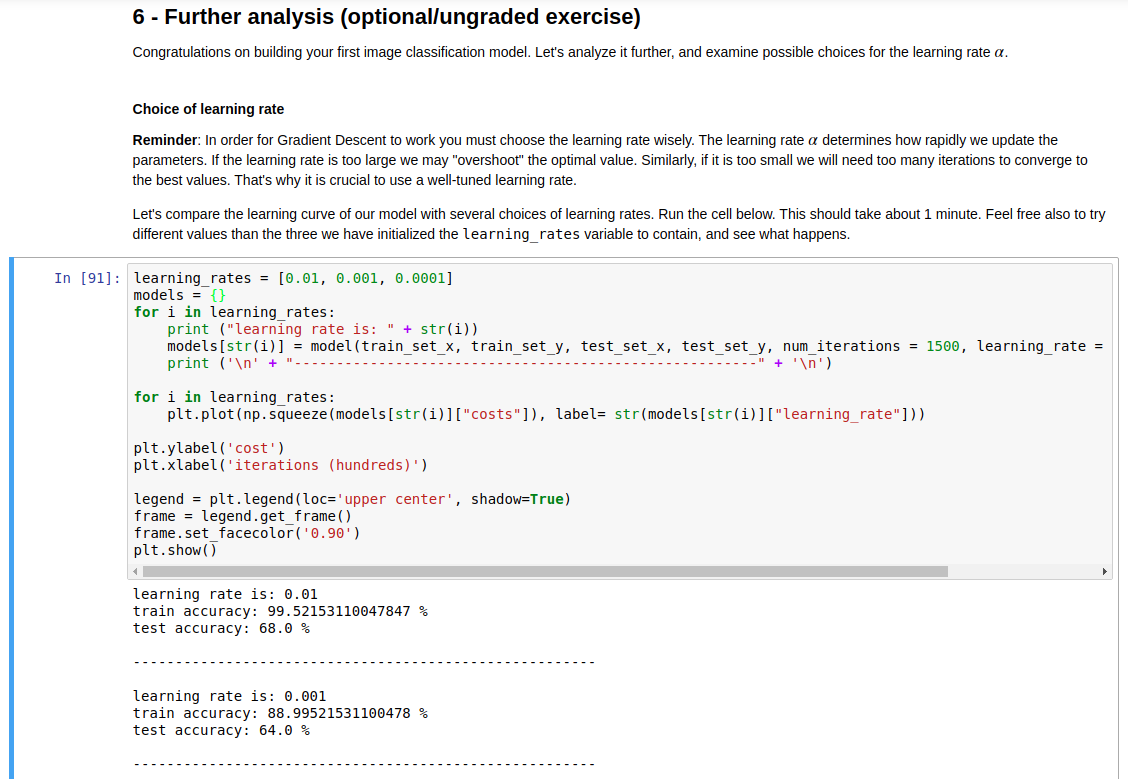 6 - Further analysis (optional/ungraded exercise)
Congratulations on building your first image classification model. Let's analyze it further, and examine possible choices for the learning rate α.
Choice of learning rate
Reminder: In order for Gradient Descent to work you must choose the learning rate wisely. The learning rate α determines how rapidly we update the
parameters. If the learning rate is too large we may "overshoot" the optimal value. Similarly, if it is too small we will need too many iterations to converge to
the best values. That's why it is crucial to use a well-tuned learning rate.
Let's compare the learning curve of our model with several choices of learning rates. Run the cell below. This should take about 1 minute. Feel free also to try
different values than the three we have initialized the learning_rates variable to contain, and see what happens.
In [91]: learning_rates = [0.01, 0.001, 0.0001]
models = {}
for i in learning_rates:
    print ("learning rate is: " + str(i))
    models[str(i)] = model(train_set_x, train_set_y, test_set_x, test_set_y, num_iterations = 1500, learning_rate =
    print ('\n' + "-------------------------------------------------------" + '\n')
for i in learning_rates:
    plt.plot(np.squeeze(models[str(i)]["costs"]), label= str(models[str(i)]["learning_rate"]))
plt.ylabel('cost')
plt.xlabel('iterations (hundreds)')
legend = plt.legend(loc='upper center', shadow=True)
frame = legend.get_frame()
frame.set_facecolor('0.90')
plt.show()
learning rate is: 0.01
train accuracy: 99.52153110047847 %
test accuracy: 68.0 %
-------------------------------------------------------
learning rate is: 0.001
train accuracy: 88.99521531100478 %
test accuracy: 64.0 %
-------------------------------------------------------